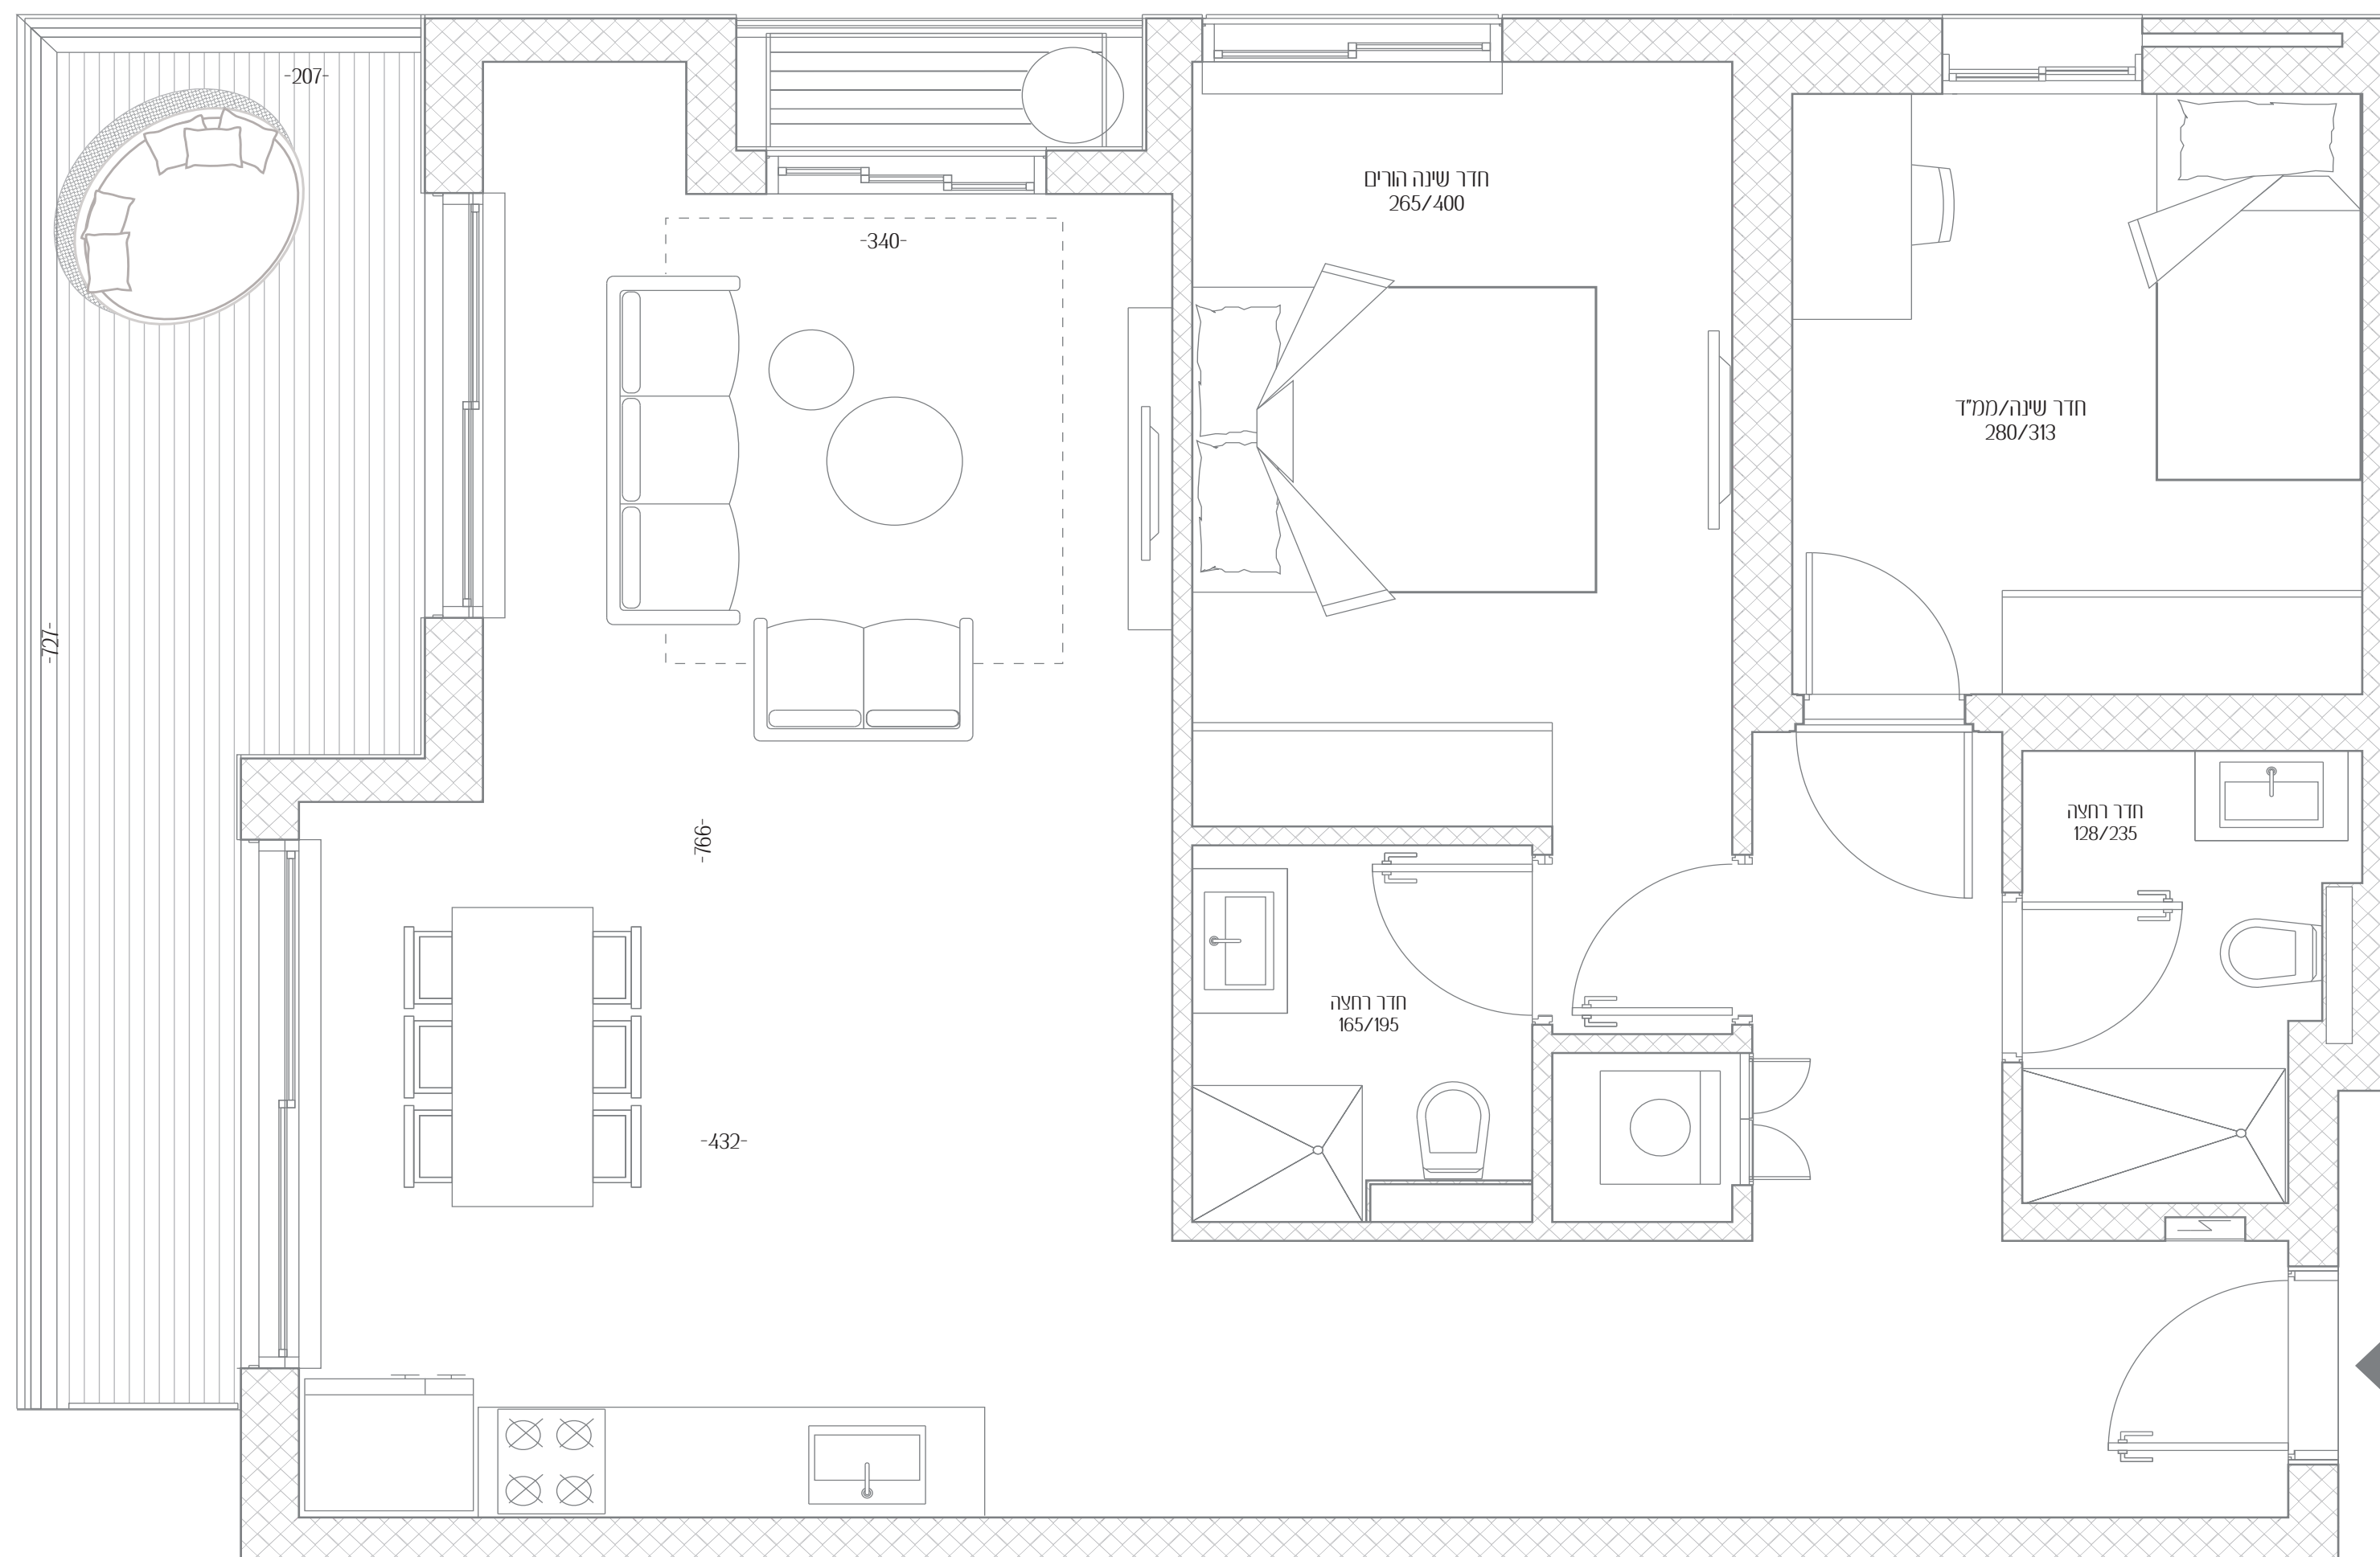 -207-
חדר שינה הורים
265/400
-340-
חדר שינה/ממ"ד
280/313
-727-
חדר רחצה
128/235
-766-
חדר רחצה
165/195
-432-